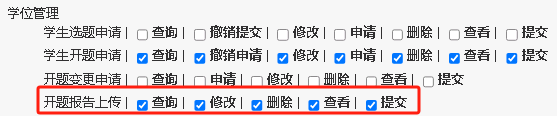 学位管理
学生选题申请 | 查询 | 撤销提交 | 修改 | 申请 | 删除 | 查看 | 提交
学生开题申请 | 查询 | 撤销申请 | 修改 | 申请 | 删除 | 查看 | 提交
开题变更申请 | 查询 | 申请 | 修改 | 删除 | 查看 | 提交
开题报告上传 | 查询 | 修改 | 删除 | 查看 | 提交